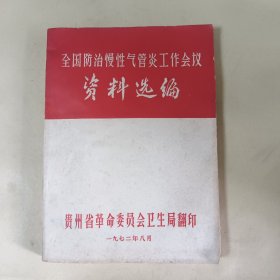 全国防治慢性气管炎工作会议
资料选编
贵州省革命委员会卫生局翻印
一九七二年八月